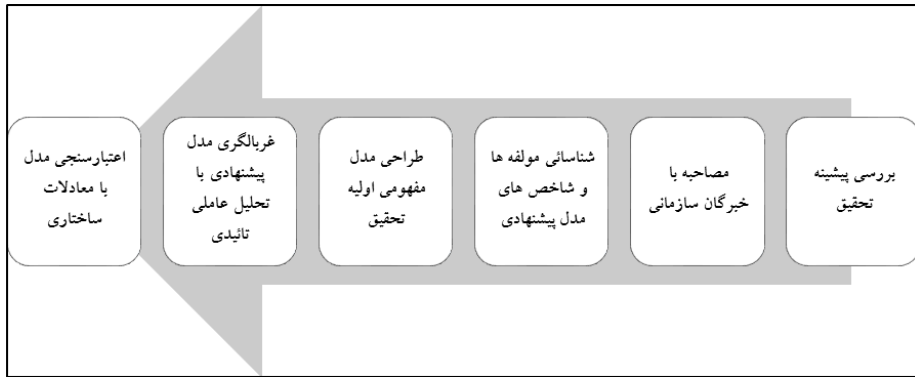 بررسی پیشینه
تحقیق
مصاحبه با
خبرگان سازمانی
شناسائی مولفه ها
و شاخص های
مدل پیشنهادی
طراحی مدل
مفهومی اولیه
تحقیق
غربالگری مدل
پیشنهادی با
تحلیل عاملی
تائیدی
اعتبارسنجی مدل
با معادلات
ساختاری